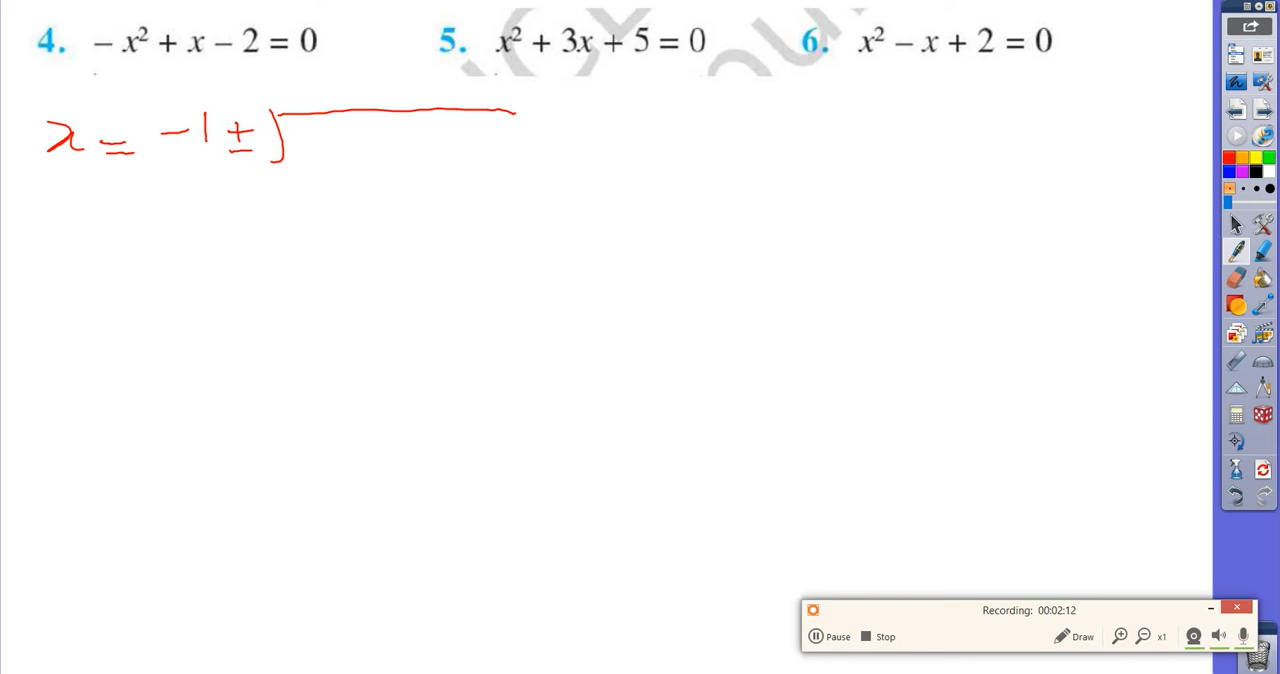 4. – x² + x – 2 = 0 5. x² + 3x + 5 = 0 6. x² – x + 2 = 0
x = -1 ± √
Recording: 00:02:12
Pause Stop Draw x1